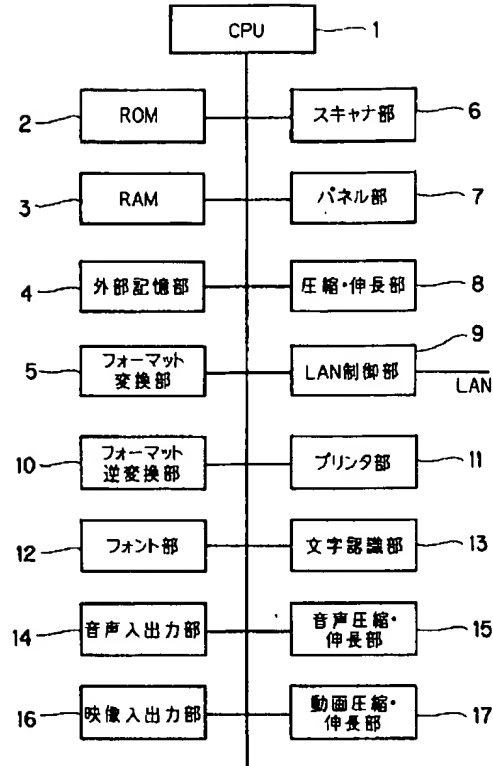 CPU
1
2
ROM
スキャナ部
6
3
RAM
パネル部
7
4
外部記憶部
圧縮・伸長部
8
5
フォーマット
変換部
LAN制御部
9
LAN
10
フォーマット
逆変換部
プリンタ部
11
12
フォント部
文字認識部
13
14
音声入出力部
音声圧縮・
伸長部
15
16
映像入出力部
動画圧縮・
伸長部
17